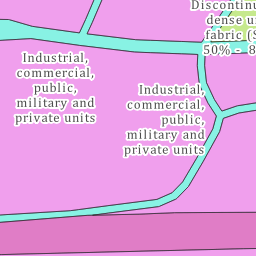 Discontinu
dense u
fabric (S
50% - 8
Industrial,
commercial,
public,
military and
private units
Industrial,
commercial,
public,
military and
private units